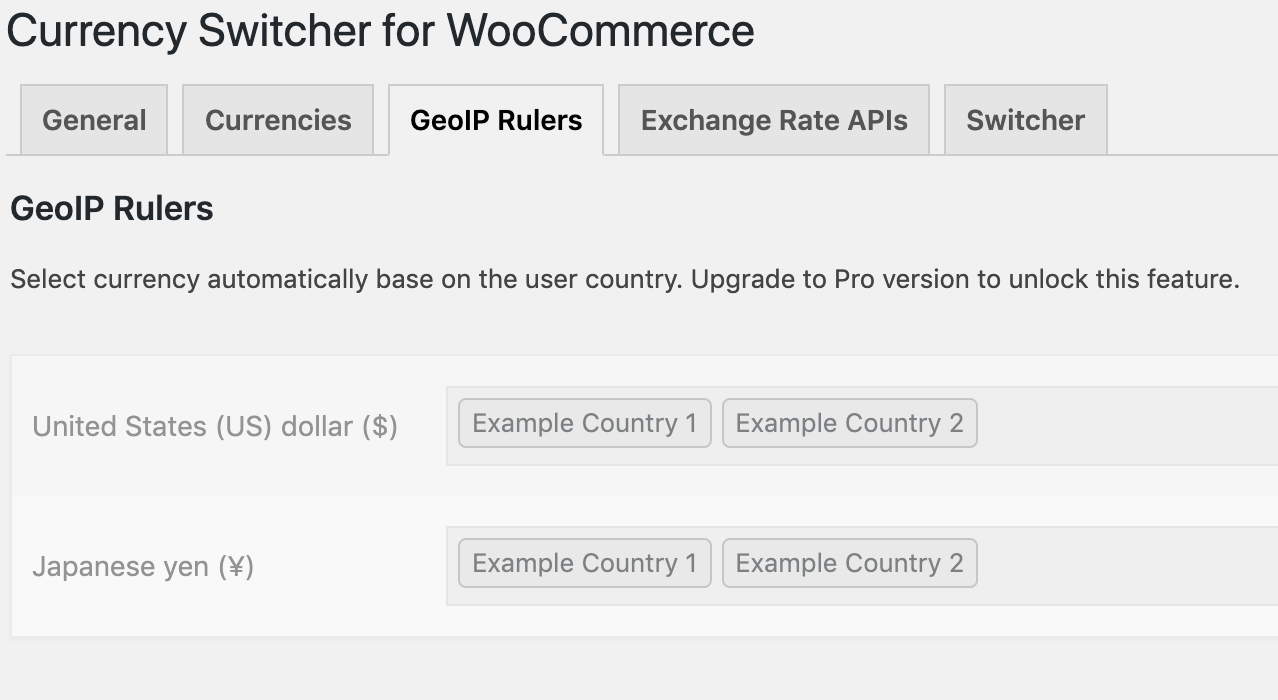 Currency Switcher for WooCommerce
General Currencies GeoIP Rulers Exchange Rate APIs Switcher
GeoIP Rulers
Select currency automatically base on the user country. Upgrade to Pro version to unlock this feature.
United States (US) dollar ($) Example Country 1 Example Country 2
Japanese yen (¥) Example Country 1 Example Country 2